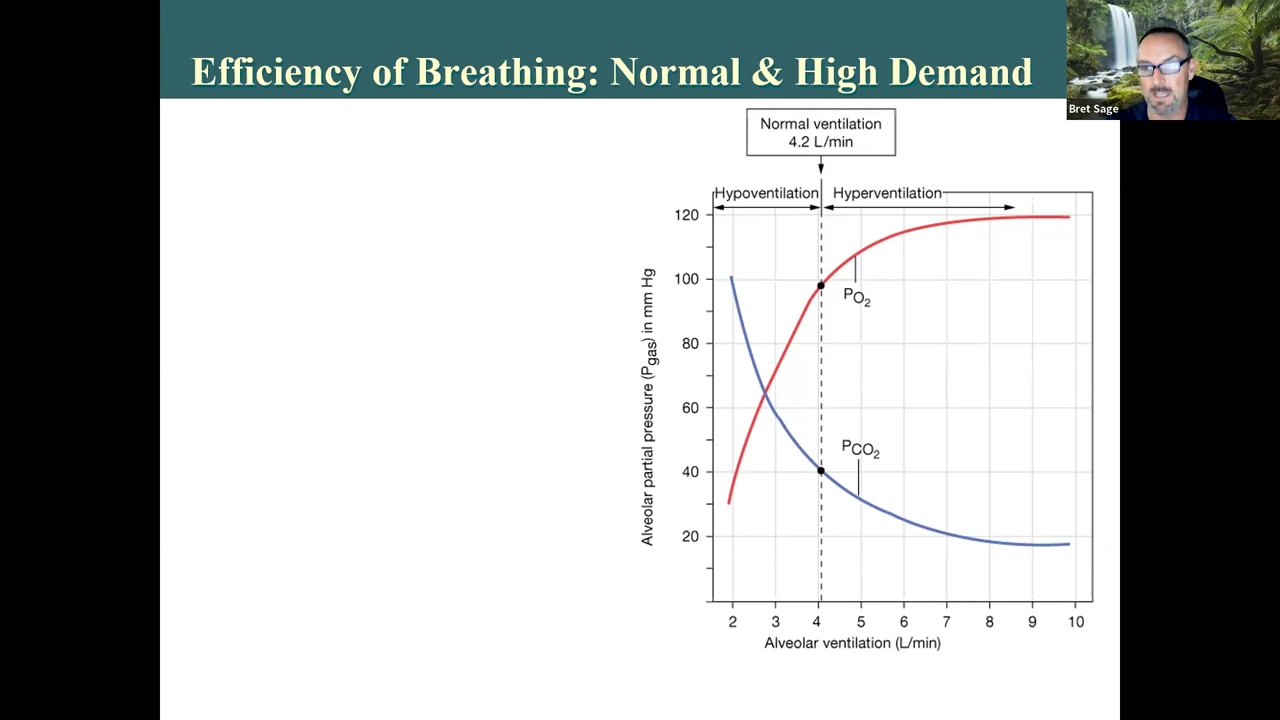 Efficiency of Breathing: Normal & High Demand
Bret Sage
Normal ventilation
4.2 L/min
Hypoventilation
Hyperventilation
120
100
80
60
40
20
Alveolar partial pressure (Pgas) in mm Hg
PO2
PCO2
2 3 4 5 6 7 8 9 10
Alveolar ventilation (L/min)